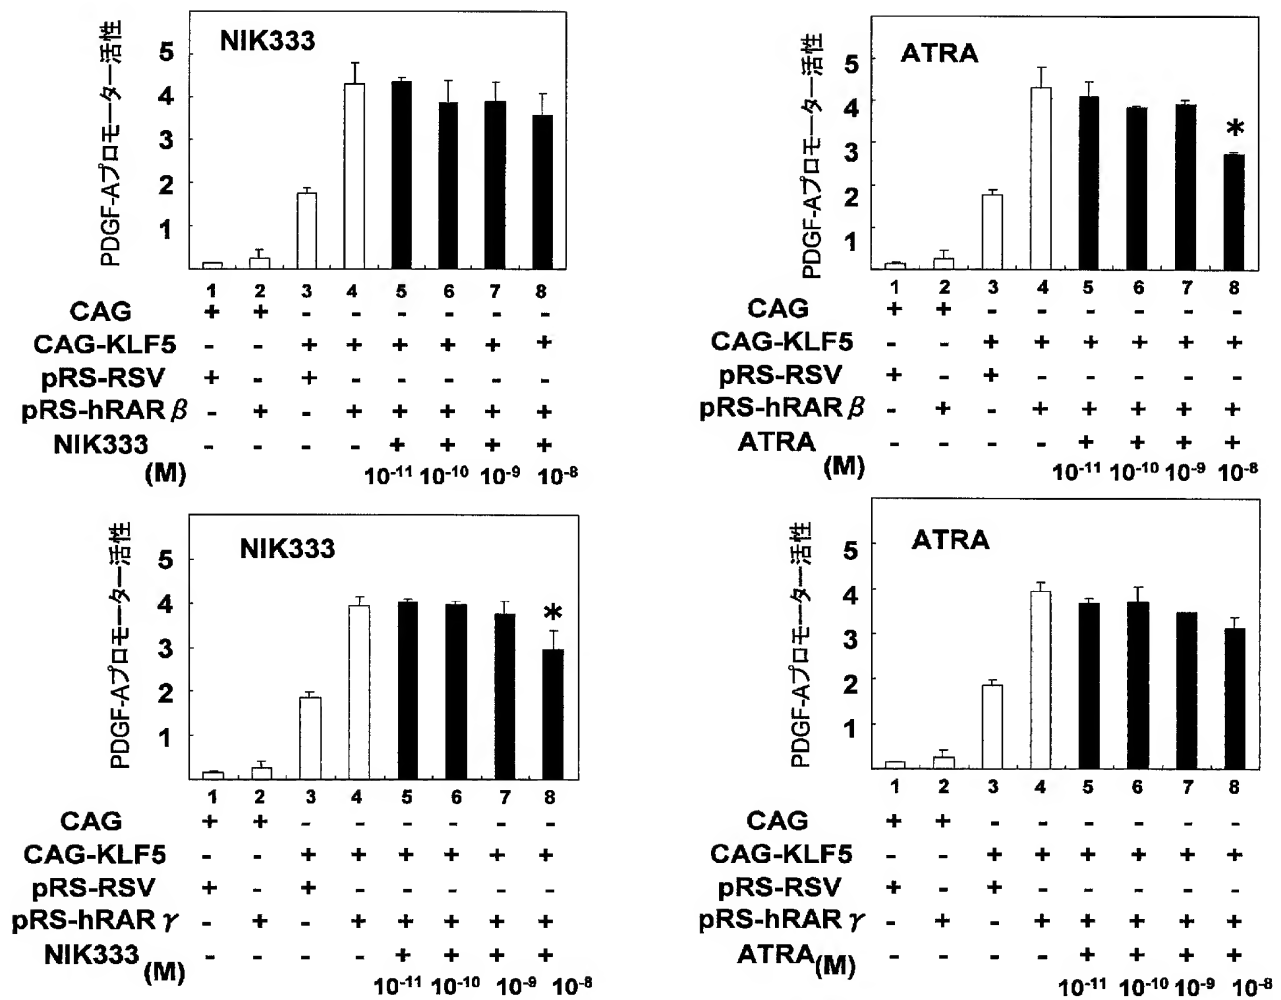 NIK333
PDGF-Aプロモーター活性
5
4
3
2
1
1 2 3 4 5 6 7 8
CAG + + - - - - - -
CAG-KLF5 - - + + + + + +
pRS-RSV + - + - - - - -
pRS-hRAR β - + - + + + + +
NIK333 - - - - + + + +
(M) 10-11 10-10 10-9 10-8
ATRA
PDGF-Aプロモーター活性
5
4
3
2
1
*
1 2 3 4 5 6 7 8
CAG + + - - - - - -
CAG-KLF5 - - + + + + + +
pRS-RSV + - + - - - - -
pRS-hRAR β - + - + + + + +
ATRA - - - - + + + +
(M) 10-11 10-10 10-9 10-8
NIK333
PDGF-Aプロモーター活性
5
4
3
2
1
*
1 2 3 4 5 6 7 8
CAG + + - - - - - -
CAG-KLF5 - - + + + + + +
pRS-RSV + - + - - - - -
pRS-hRAR γ - + - + + + + +
NIK333 - - - - + + + +
(M) 10-11 10-10 10-9 10-8
ATRA
PDGF-Aプロモーター活性
5
4
3
2
1
1 2 3 4 5 6 7 8
CAG + + - - - - - -
CAG-KLF5 - - + + + + + +
pRS-RSV + - + - - - - -
pRS-hRAR γ - + - + + + + +
ATRA - - - - + + + +
(M) 10-11 10-10 10-9 10-8